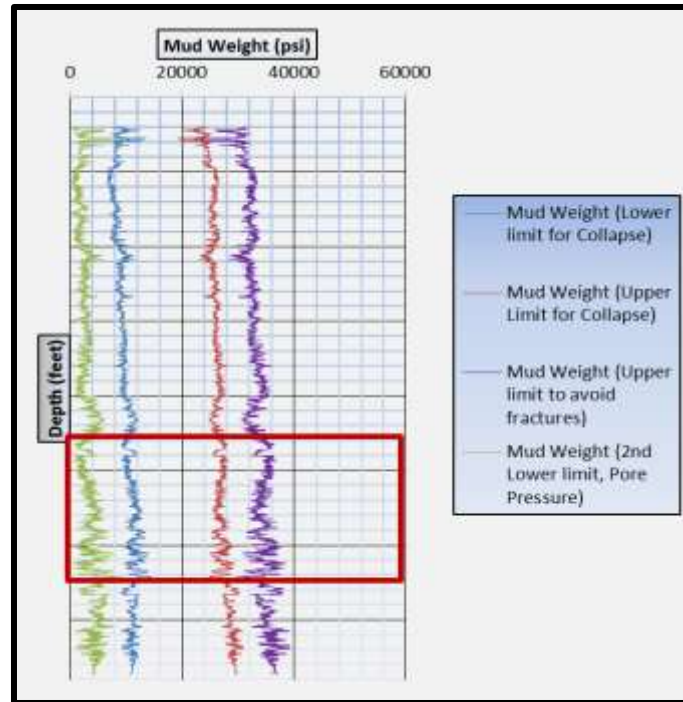 Mud Weight (psi)
0 20000 40000 60000
Depth (feet)
Mud Weight (Lower
limit for Collapse)
Mud Weight (Upper
Limit for Collapse)
Mud Weight (Upper
limit to avoid
fractures)
Mud Weight (2nd
Lower limit, Pore
Pressure)